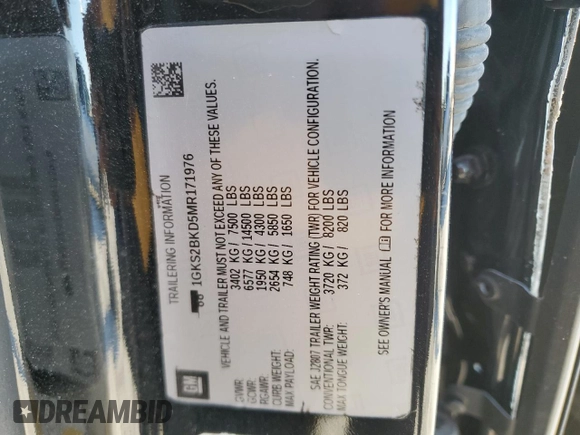 TRAILERING INFORMATION
1GKS2BKD5MR171976
VEHICLE AND TRAILER MUST NOT EXCEED ANY OF THESE VALUES.
GVWR: 3402 KG / 7500 LBS
GCWR: 6577 KG / 14500 LBS
RGAWR: 1950 KG / 4300 LBS
CURB WEIGHT: 2654 KG / 5850 LBS
MAX PAYLOAD: 748 KG / 1650 LBS
SAE J2807 TRAILER WEIGHT RATING (TWR) FOR VEHICLE CONFIGURATION.
CONVENTIONAL TWR: 3720 KG / 8200 LBS
MAX TONGUE WEIGHT: 372 KG / 820 LBS
SEE OWNER'S MANUAL FOR MORE INFORMATION
GM
DREAMBID